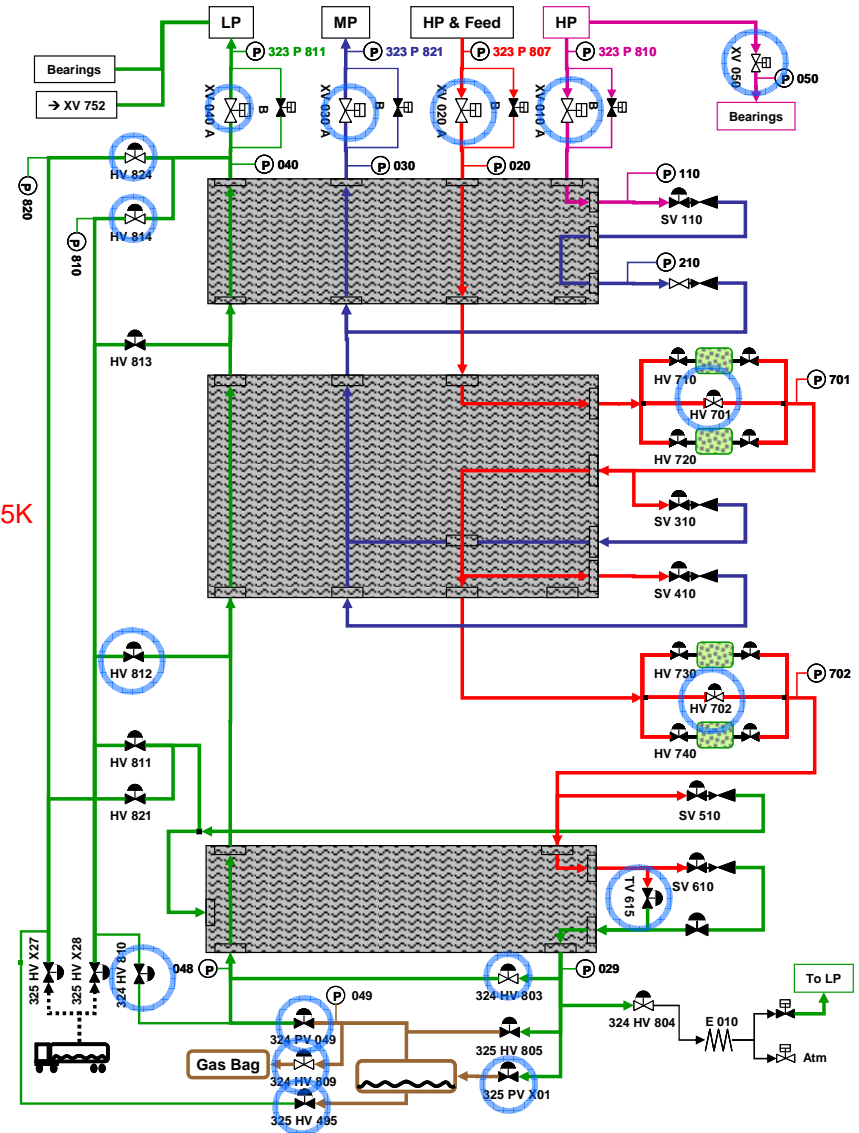 LP
MP
HP & Feed
HP
Bearings
→ XV 752
P 323 P 811
P 323 P 821
P 323 P 807
P 323 P 810
XV 050
P 050
Bearings
XV 040 A
B
XV 030 A
B
XV 020 A
B
XV 010 A
B
HV 824
P 040
P 030
P 020
P 820
P 110
SV 110
HV 814
P 810
P 210
HV 813
HV 710
P 701
HV 701
HV 720
5K
SV 310
SV 410
HV 812
HV 730
P 702
HV 702
HV 740
HV 811
HV 821
SV 510
TV 615
SV 610
325 HV X27
325 HV X28
324 HV 810
048 P
P 029
324 HV 803
P 049
To LP
324 PV 049
325 HV 805
324 HV 804
E 010
Gas Bag
324 HV 809
Atm
325 PV X01
325 HV 495